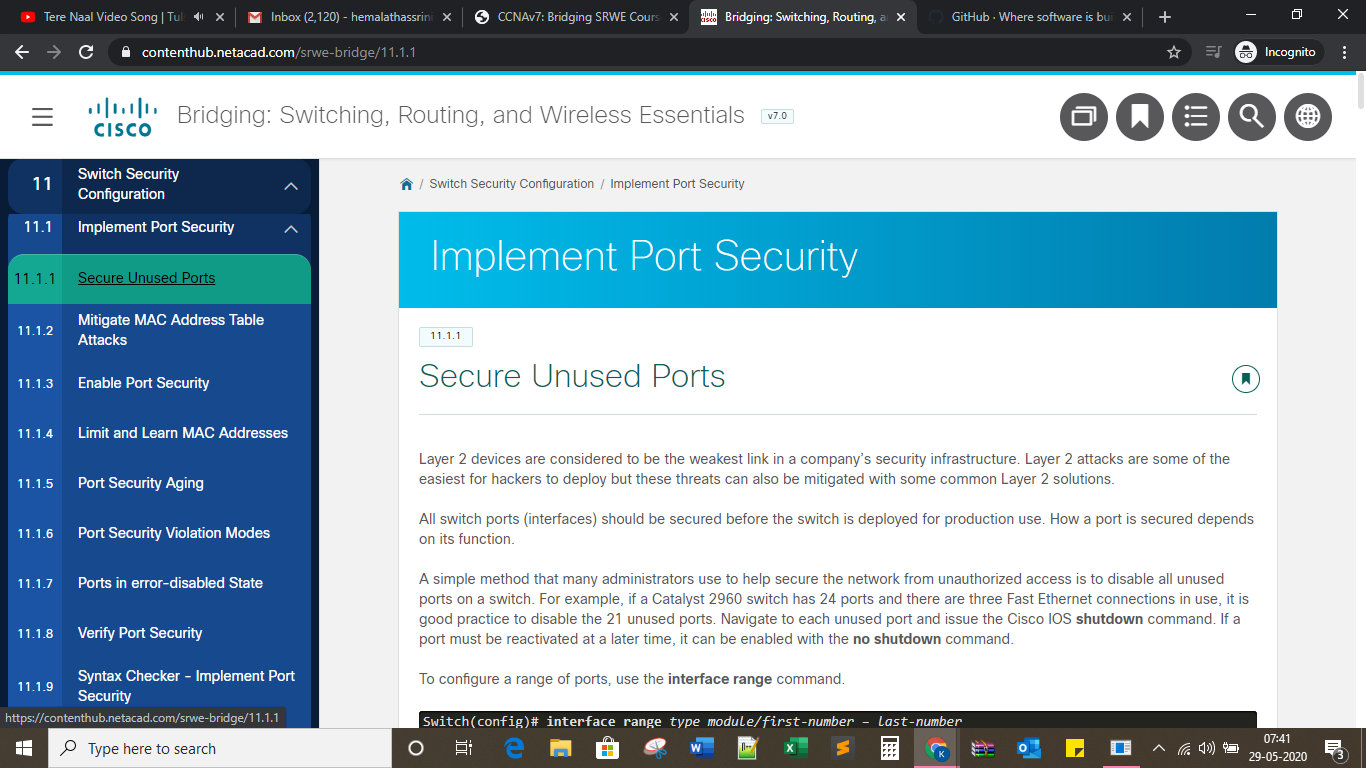 Tere Naal Video Song | Tul
Inbox (2,120) - hemalathassrini
CCNAv7: Bridging SRWE Cours
Bridging: Switching, Routing, a
GitHub · Where software is bui
contenthub.netacad.com/srwe-bridge/11.1.1
Incognito
CISCO
Bridging: Switching, Routing, and Wireless Essentials
v7.0
11
Switch Security
Configuration
11.1
Implement Port Security
11.1.1
Secure Unused Ports
11.1.2
Mitigate MAC Address Table
Attacks
11.1.3
Enable Port Security
11.1.4
Limit and Learn MAC Addresses
11.1.5
Port Security Aging
11.1.6
Port Security Violation Modes
11.1.7
Ports in error-disabled State
11.1.8
Verify Port Security
11.1.9
Syntax Checker - Implement Port
Security
https://contenthub.netacad.com/srwe-bridge/11.1.1
/ Switch Security Configuration / Implement Port Security
Implement Port Security
11.1.1
Secure Unused Ports
Layer 2 devices are considered to be the weakest link in a company's security infrastructure. Layer 2 attacks are some of the
easiest for hackers to deploy but these threats can also be mitigated with some common Layer 2 solutions.
All switch ports (interfaces) should be secured before the switch is deployed for production use. How a port is secured depends
on its function.
A simple method that many administrators use to help secure the network from unauthorized access is to disable all unused
ports on a switch. For example, if a Catalyst 2960 switch has 24 ports and there are three Fast Ethernet connections in use, it is
good practice to disable the 21 unused ports. Navigate to each unused port and issue the Cisco IOS shutdown command. If a
port must be reactivated at a later time, it can be enabled with the no shutdown command.
To configure a range of ports, use the interface range command.
Switch(config)# interface range type module/first-number – last-number
Type here to search
07:41
29-05-2020
3